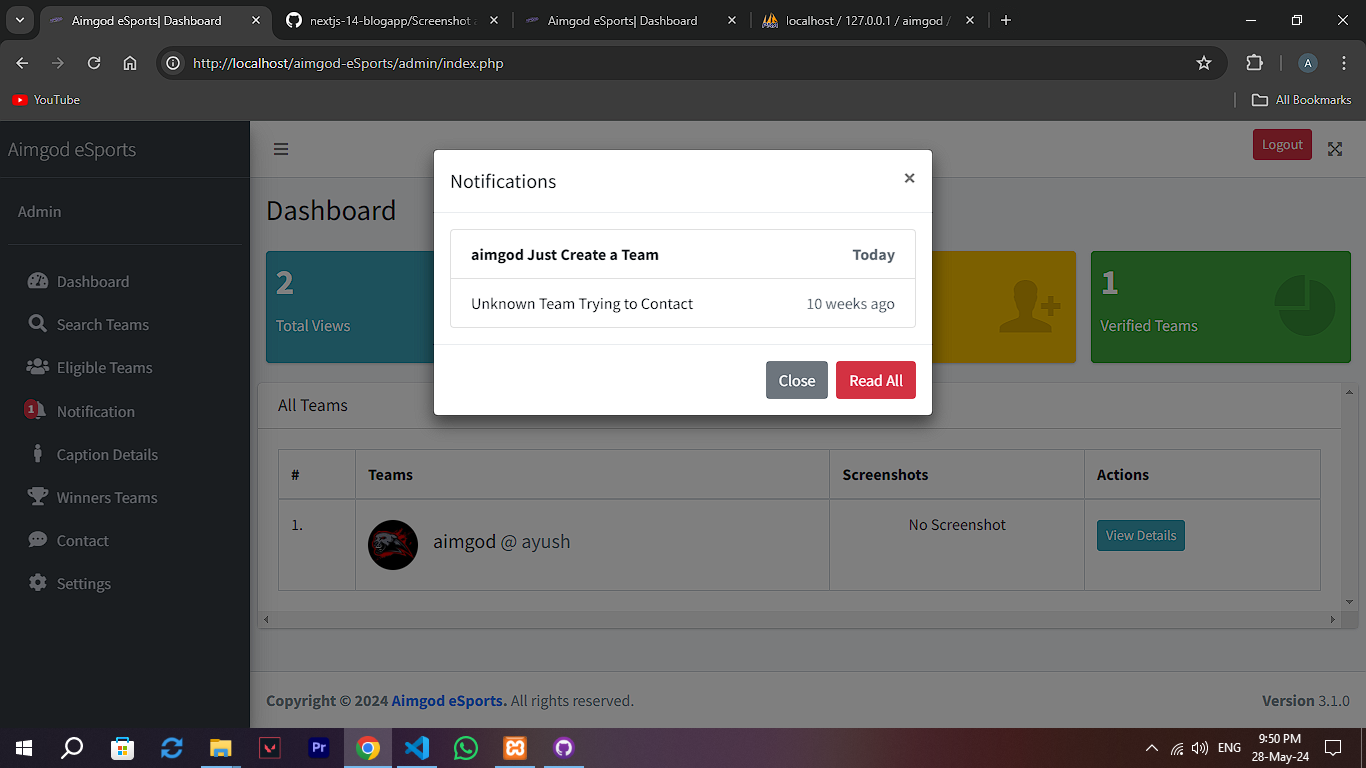 Aimgod eSports| Dashboard
nextjs-14-blogapp/Screenshot
Aimgod eSports| Dashboard
localhost / 127.0.0.1 / aimgod /
http://localhost/aimgod-eSports/admin/index.php
A
YouTube
All Bookmarks
Aimgod eSports
Logout
Admin
Dashboard
Search Teams
Eligible Teams
1
Notification
Caption Details
Winners Teams
Contact
Settings
Dashboard
2
Total Views
1
Verified Teams
Notifications
×
aimgod Just Create a Team Today
Unknown Team Trying to Contact 10 weeks ago
Close Read All
All Teams
# Teams Screenshots Actions
1. aimgod @ ayush No Screenshot View Details
Copyright © 2024 Aimgod eSports. All rights reserved.
Version 3.1.0
Pr
ENG
9:50 PM
28-May-24